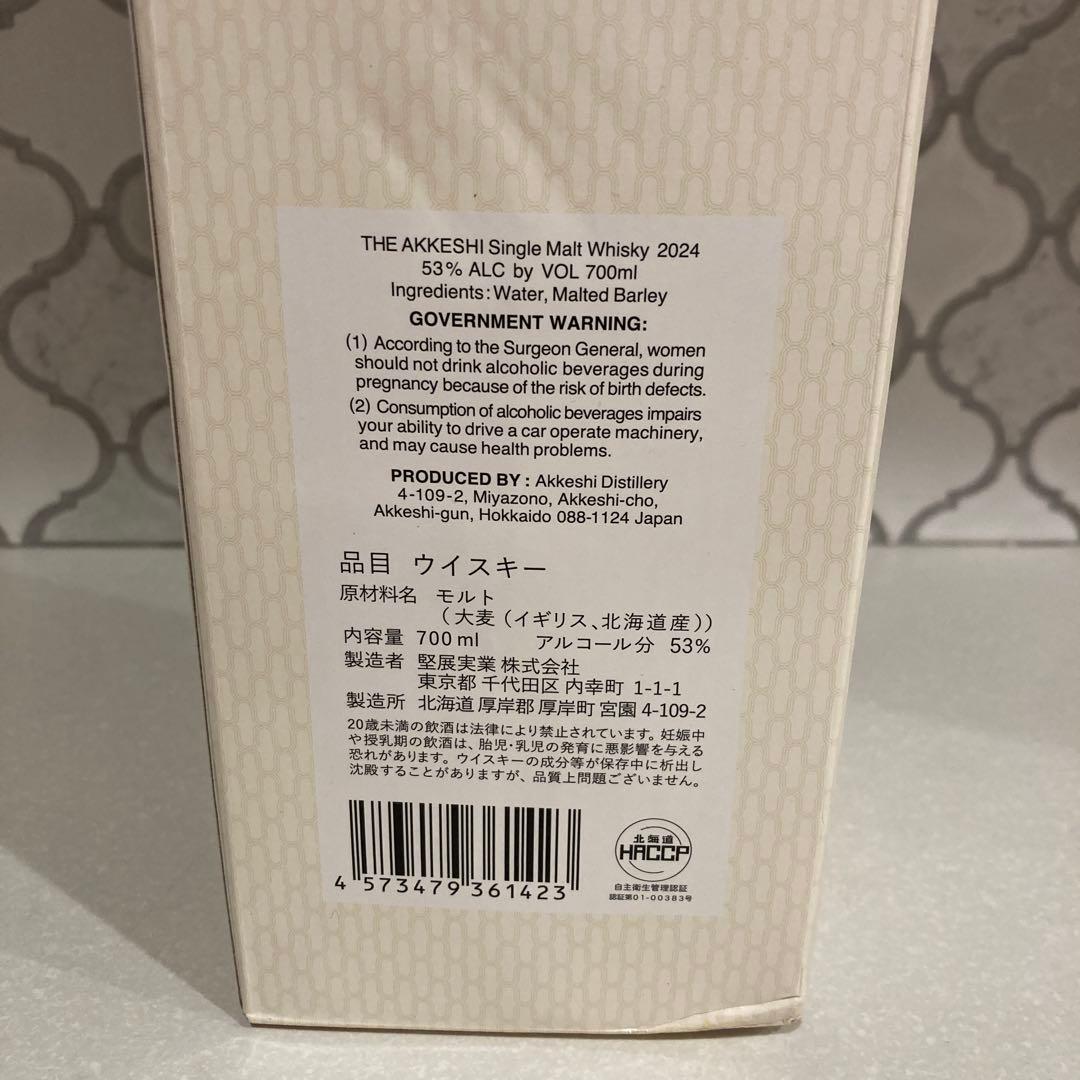 THE AKKESHI Single Malt Whisky 2024
53% ALC by VOL 700ml
Ingredients: Water, Malted Barley
GOVERNMENT WARNING:
(1) According to the Surgeon General, women
should not drink alcoholic beverages during
pregnancy because of the risk of birth defects.
(2) Consumption of alcoholic beverages impairs
your ability to drive a car operate machinery,
and may cause health problems.
PRODUCED BY : Akkeshi Distillery
4-109-2, Miyazono, Akkeshi-cho,
Akkeshi-gun, Hokkaido 088-1124 Japan
品目 ウイスキー
原材料名 モルト
(大麦(イギリス、北海道産))
内容量 700ml アルコール分 53%
製造者 堅展実業 株式会社
東京都 千代田区 内幸町 1-1-1
製造所 北海道 厚岸郡 厚岸町 宮園 4-109-2
20歳未満の飲酒は法律により禁止されています。妊娠中
や授乳期の飲酒は、胎児・乳児の発育に悪影響を与える
恐れがあります。ウイスキーの成分等が保存中に析出し
沈殿することがありますが、品質上問題ございません。
4 573479 361423
北海道
HACCP
自主衛生管理認証
認証第01-00383号